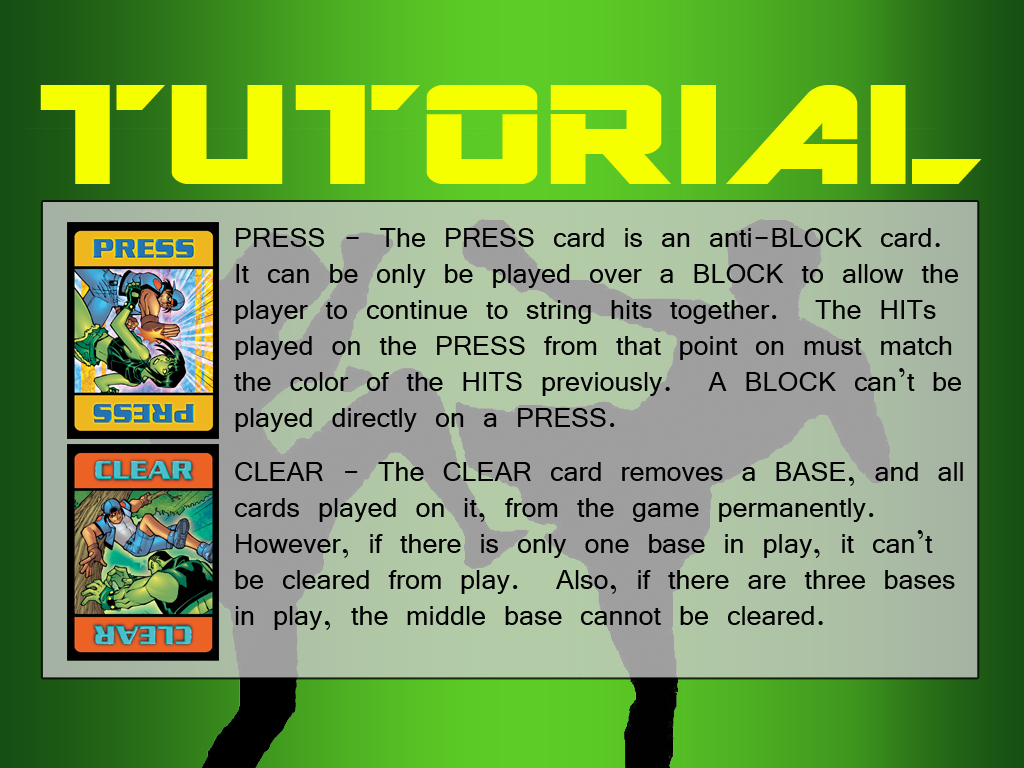 TUTORIAL
PRESS
PRESS - The PRESS card is an anti-BLOCK card.
It can be only be played over a BLOCK to allow the
player to continue to string hits together. The HITs
played on the PRESS from that point on must match
the color of the HITS previously. A BLOCK can't be
played directly on a PRESS.
PRESS
CLEAR
CLEAR - The CLEAR card removes a BASE, and all
cards played on it, from the game permanently.
However, if there is only one base in play, it can't
be cleared from play. Also, if there are three bases
in play, the middle base cannot be cleared.
CLEAR